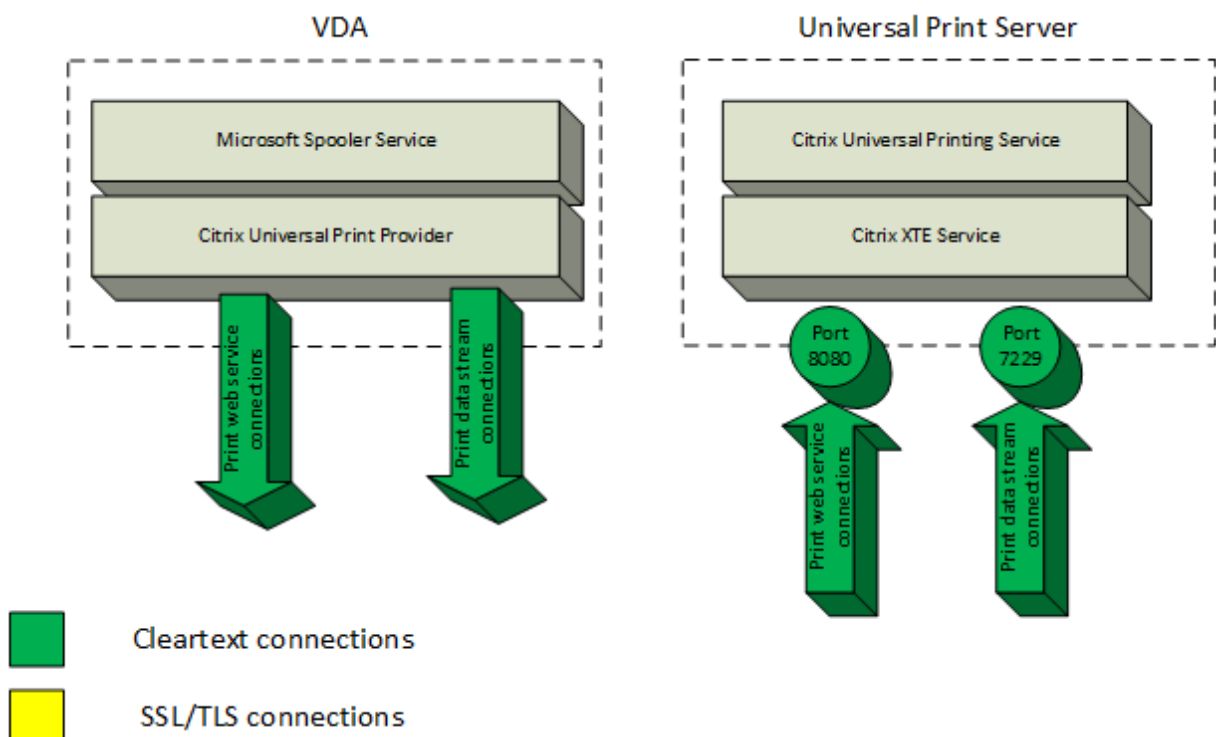 VDA
Universal Print Server
Microsoft Spooler Service
Citrix Universal Print Provider
Citrix Universal Printing Service
Citrix XTE Service
Print web service
connections
Print data stream
connections
Port
8080
Port
7229
Print web service
connections
Print data stream
connections
Cleartext connections
SSL/TLS connections